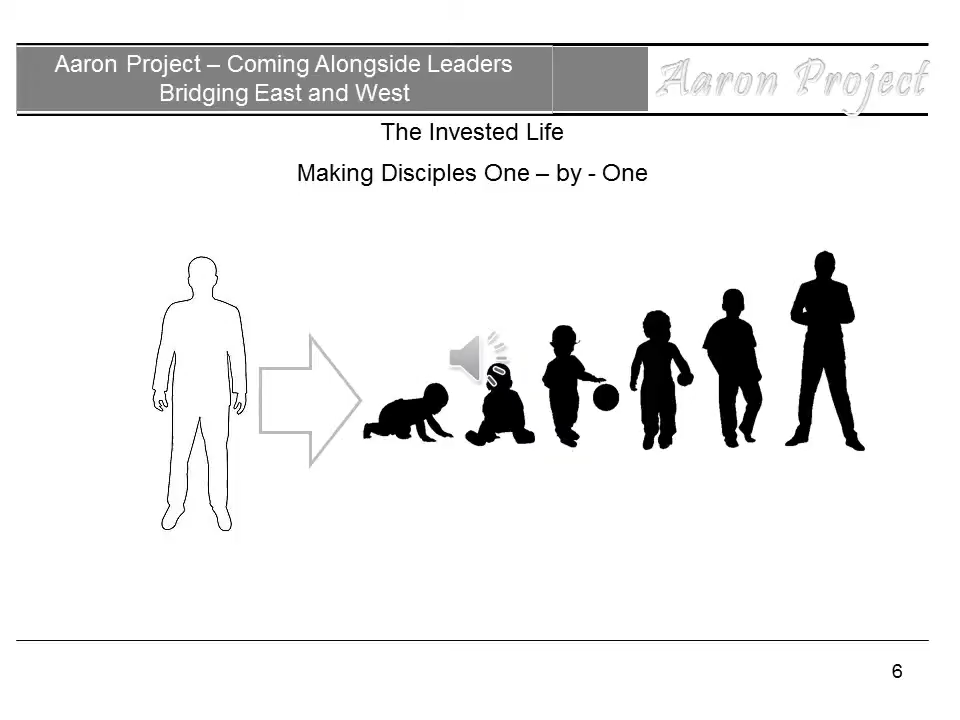 Aaron Project – Coming Alongside Leaders
Bridging East and West
Aaron Project
The Invested Life
Making Disciples One – by - One
6